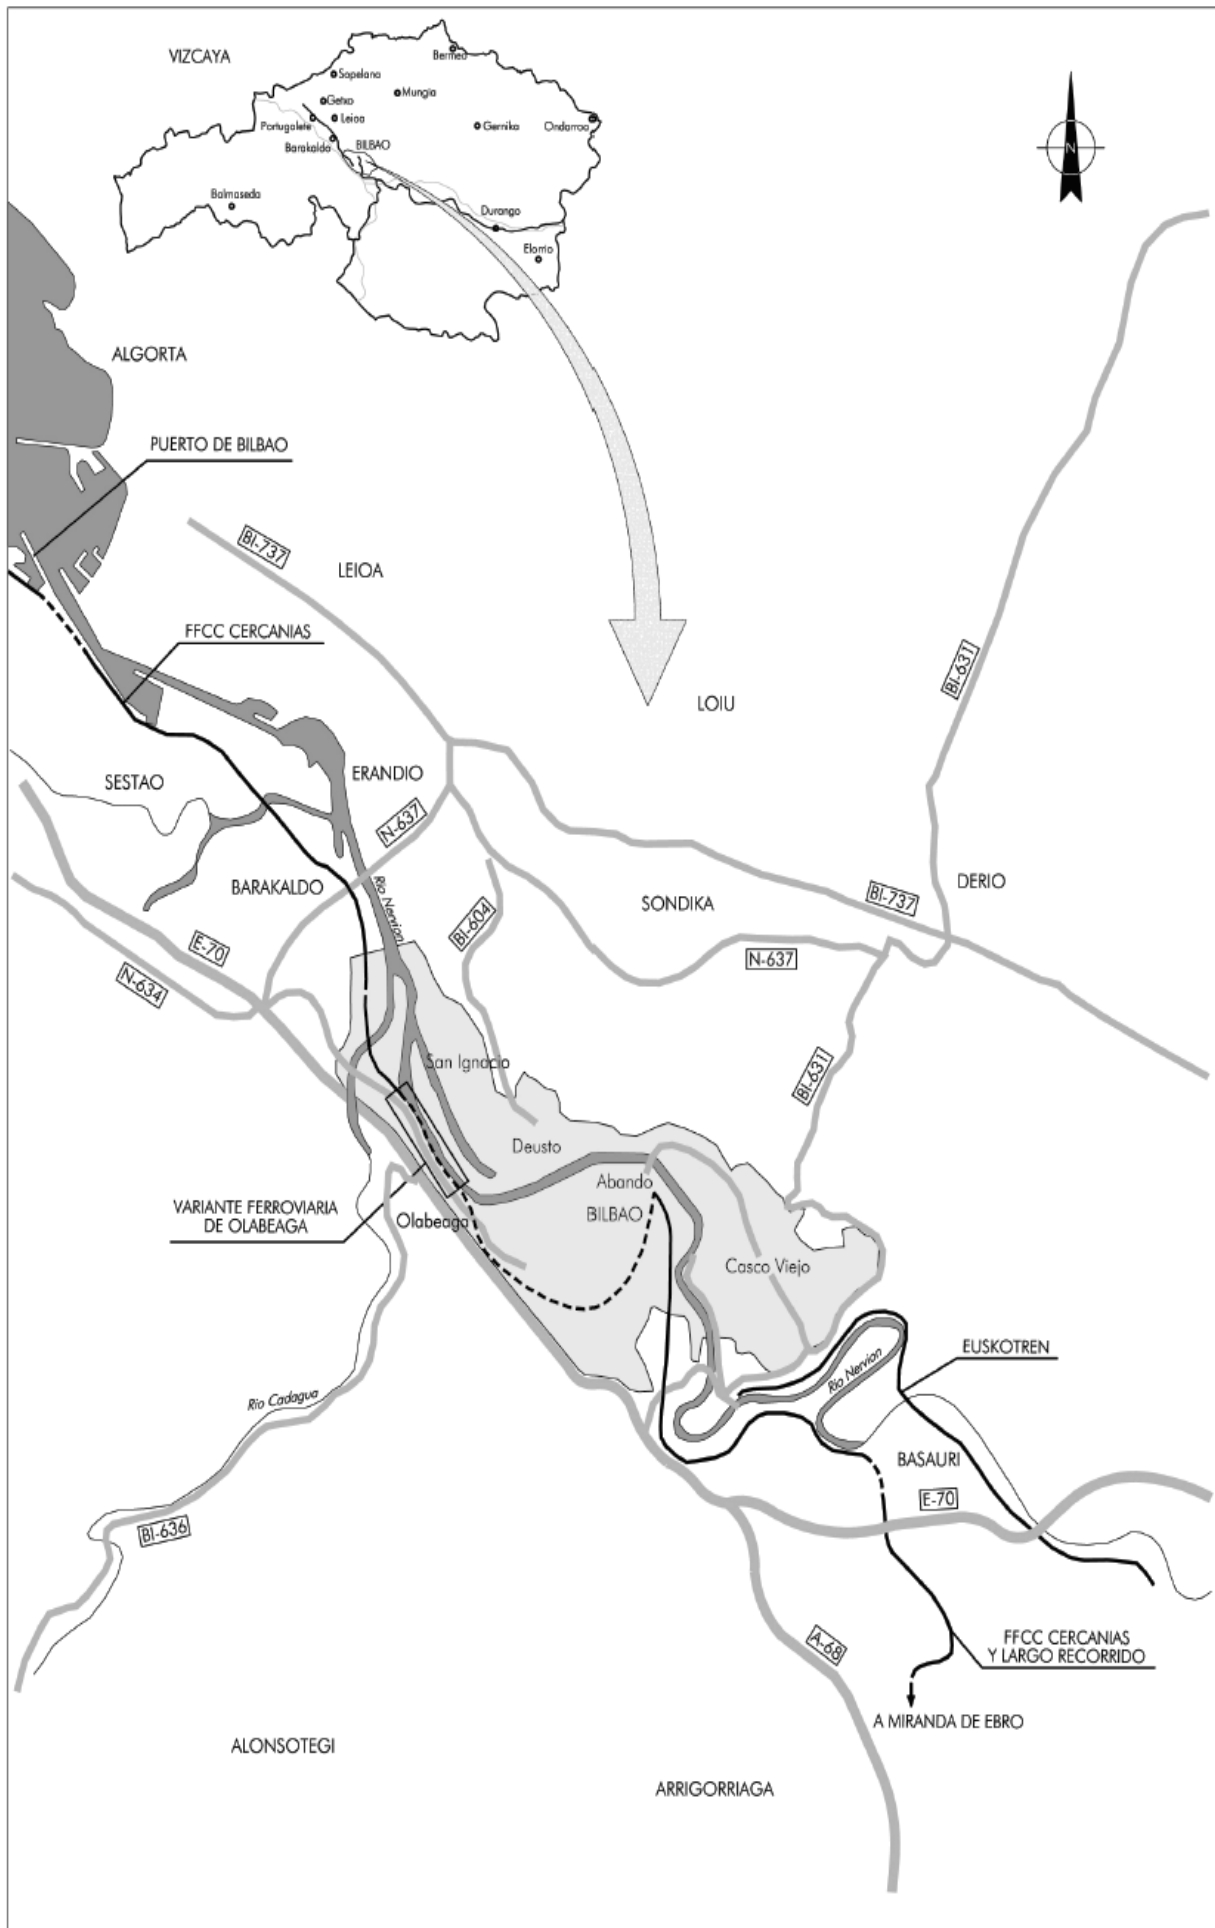 VIZCAYA
Bermeo
Sopelana
Mungia
Getxo
Portugalete
Leioa
Gernika
Ondarroa
Barakaldo
BILBAO
Balmaseda
Durango
Elorrio
N
ALGORTA
PUERTO DE BILBAO
BI-737
LEIOA
FFCC CERCANIAS
BI-631
LOIU
SESTAO
ERANDIO
N-637
BARAKALDO
Rio Nervion
BI-604
SONDIKA
BI-737
DERIO
E-70
N-634
N-637
San Ignacio
BI-631
Deusto
Abando
BILBAO
VARIANTE FERROVIARIA
DE OLABEAGA
Olabeaga
Casco Viejo
EUSKOTREN
Rio Nervion
Rio Cadagua
BASAURI
E-70
BI-636
A-68
FFCC CERCANIAS
Y LARGO RECORRIDO
A MIRANDA DE EBRO
ALONSOTEGI
ARRIGORRIAGA